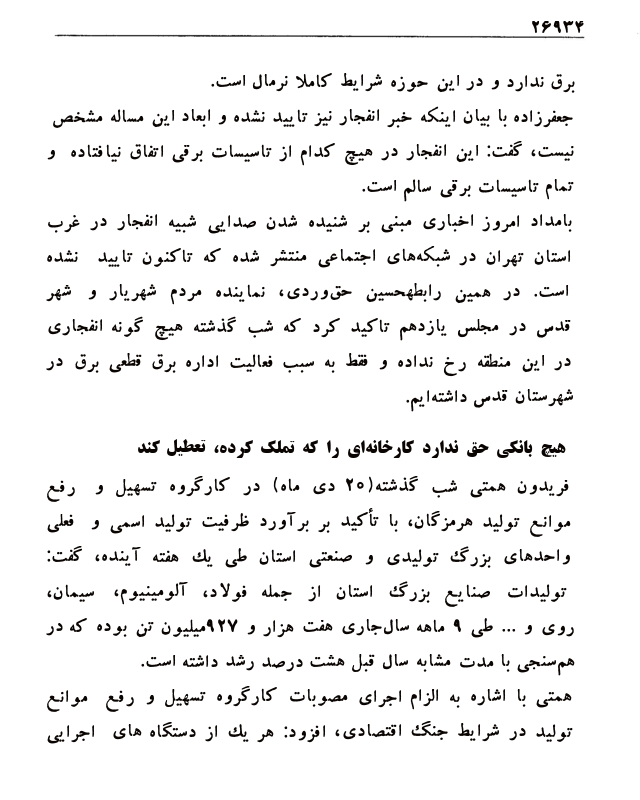 ۲۶۹۳۴
برق ندارد و در این حوزه شرایط کاملا نرمال است.
جعفرزاده با بیان اینکه خبر انفجار نیز تایید نشده و ابعاد این مساله مشخص
نیست، گفت: این انفجار در هیچ کدام از تاسیسات برقی اتفاق نیافتاده و
تمام تاسیسات برقی سالم است.
بامداد امروز اخباری مبنی بر شنیده شدن صدایی شبیه انفجار در غرب
استان تهران در شبکه‌های اجتماعی منتشر شده که تاکنون تایید نشده
است. در همین رابطهحسین حق‌وردی، نماینده مردم شهریار و شهر
قدس در مجلس یازدهم تاکید کرد که شب گذشته هیچ گونه انفجاری
در این منطقه رخ نداده و فقط به سبب فعالیت اداره برق قطعی برق در
شهرستان قدس داشته‌ایم.
هیچ بانکی حق ندارد کارخانه‌ای را که تملک کرده، تعطیل کند
فریدون همتی شب گذشته(۲۰ دی ماه) در کارگروه تسهیل و رفع
موانع تولید هرمزگان، با تأکید بر برآورد ظرفیت تولید اسمی و فعلی
واحدهای بزرگ تولیدی و صنعتی استان طی یك هفته آینده، گفت:
تولیدات صنایع بزرگ استان از جمله فولاد، آلومینیوم، سیمان،
روی و ... طی ۹ ماهه سال‌جاری هفت هزار و ۹۲۷میلیون تن بوده که در
هم‌سنجی با مدت مشابه سال قبل هشت درصد رشد داشته است.
همتی با اشاره به الزام اجرای مصوبات کارگروه تسهیل و رفع موانع
تولید در شرایط جنگ اقتصادی، افزود: هر یك از دستگاه های اجرایی